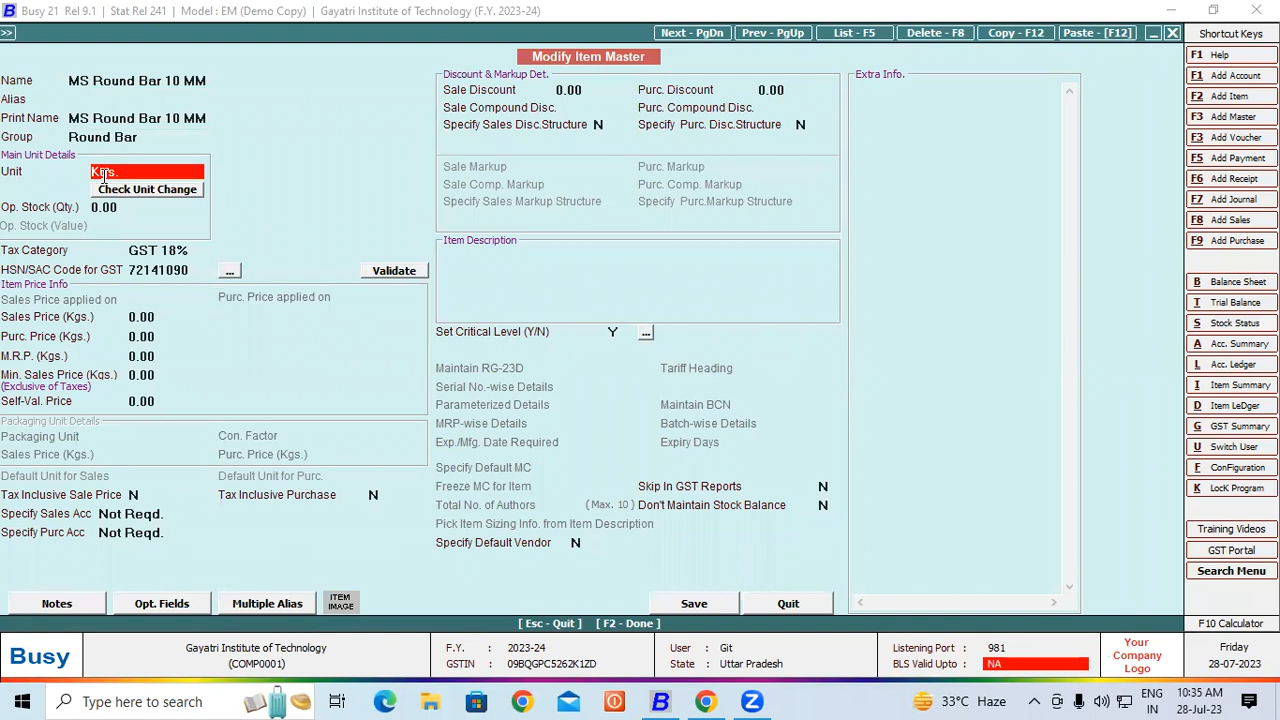 Busy 21 Rel 9.1 | Stat Rel 241 | Model : EM (Demo Copy) | Gayatri Institute of Technology (F.Y. 2023-24)
>> Next - PgDn Prev - PgUp List - F5 Delete - F8 Copy - F12 Paste - [F12]
Modify Item Master
Name MS Round Bar 10 MM
Alias
Print Name MS Round Bar 10 MM
Group Round Bar
Main Unit Details
Unit Kgs.
Check Unit Change
Op. Stock (Qty.) 0.00
Op. Stock (Value)
Tax Category GST 18%
HSN/SAC Code for GST 72141090 ... Validate
Item Price Info
Sales Price applied on Purc. Price applied on
Sales Price (Kgs.) 0.00
Purc. Price (Kgs.) 0.00
M.R.P. (Kgs.) 0.00
Min. Sales Price (Kgs.) 0.00
(Exclusive of Taxes)
Self-Val. Price 0.00
Packaging Unit Details
Packaging Unit Con. Factor
Sales Price (Kgs.) Purc. Price (Kgs.)
Default Unit for Sales Default Unit for Purc.
Tax Inclusive Sale Price N Tax Inclusive Purchase N
Specify Sales Acc Not Reqd.
Specify Purc Acc Not Reqd.
Discount & Markup Det.
Sale Discount 0.00 Purc. Discount 0.00
Sale Compound Disc. Purc. Compound Disc.
Specify Sales Disc.Structure N Specify Purc. Disc.Structure N
Sale Markup Purc. Markup
Sale Comp. Markup Purc. Comp. Markup
Specify Sales Markup Structure Specify Purc.Markup Structure
Item Description
Set Critical Level (Y/N) Y ...
Maintain RG-23D Tariff Heading
Serial No.-wise Details
Parameterized Details Maintain BCN
MRP-wise Details Batch-wise Details
Exp./Mfg. Date Required Expiry Days
Specify Default MC
Freeze MC for Item Skip In GST Reports N
Total No. of Authors ( Max. 10 ) Don't Maintain Stock Balance N
Pick Item Sizing Info. from Item Description
Specify Default Vendor N
Extra Info.
Notes Opt. Fields Multiple Alias ITEM IMAGE Save Quit
[ Esc - Quit ] [ F2 - Done ]
Shortcut Keys
F1 Help
F1 Add Account
F2 Add Item
F3 Add Master
F3 Add Voucher
F5 Add Payment
F6 Add Receipt
F7 Add Journal
F8 Add Sales
F9 Add Purchase
B Balance Sheet
T Trial Balance
S Stock Status
A Acc. Summary
L Acc. Ledger
I Item Summary
D Item LeDger
G GST Summary
U Switch User
F ConFiguration
K LocK Program
Training Videos
GST Portal
Search Menu
F10 Calculator
Busy
Gayatri Institute of Technology
(COMP0001)
F.Y. : 2023-24
GSTIN : 09BQGPC5262K1ZD
User : Git
State : Uttar Pradesh
Listening Port : 981
BLS Valid Upto : NA
Your
Company
Logo
Friday
28-07-2023
Type here to search
33°C Haze
ENG
IN
10:35 AM
28-Jul-23